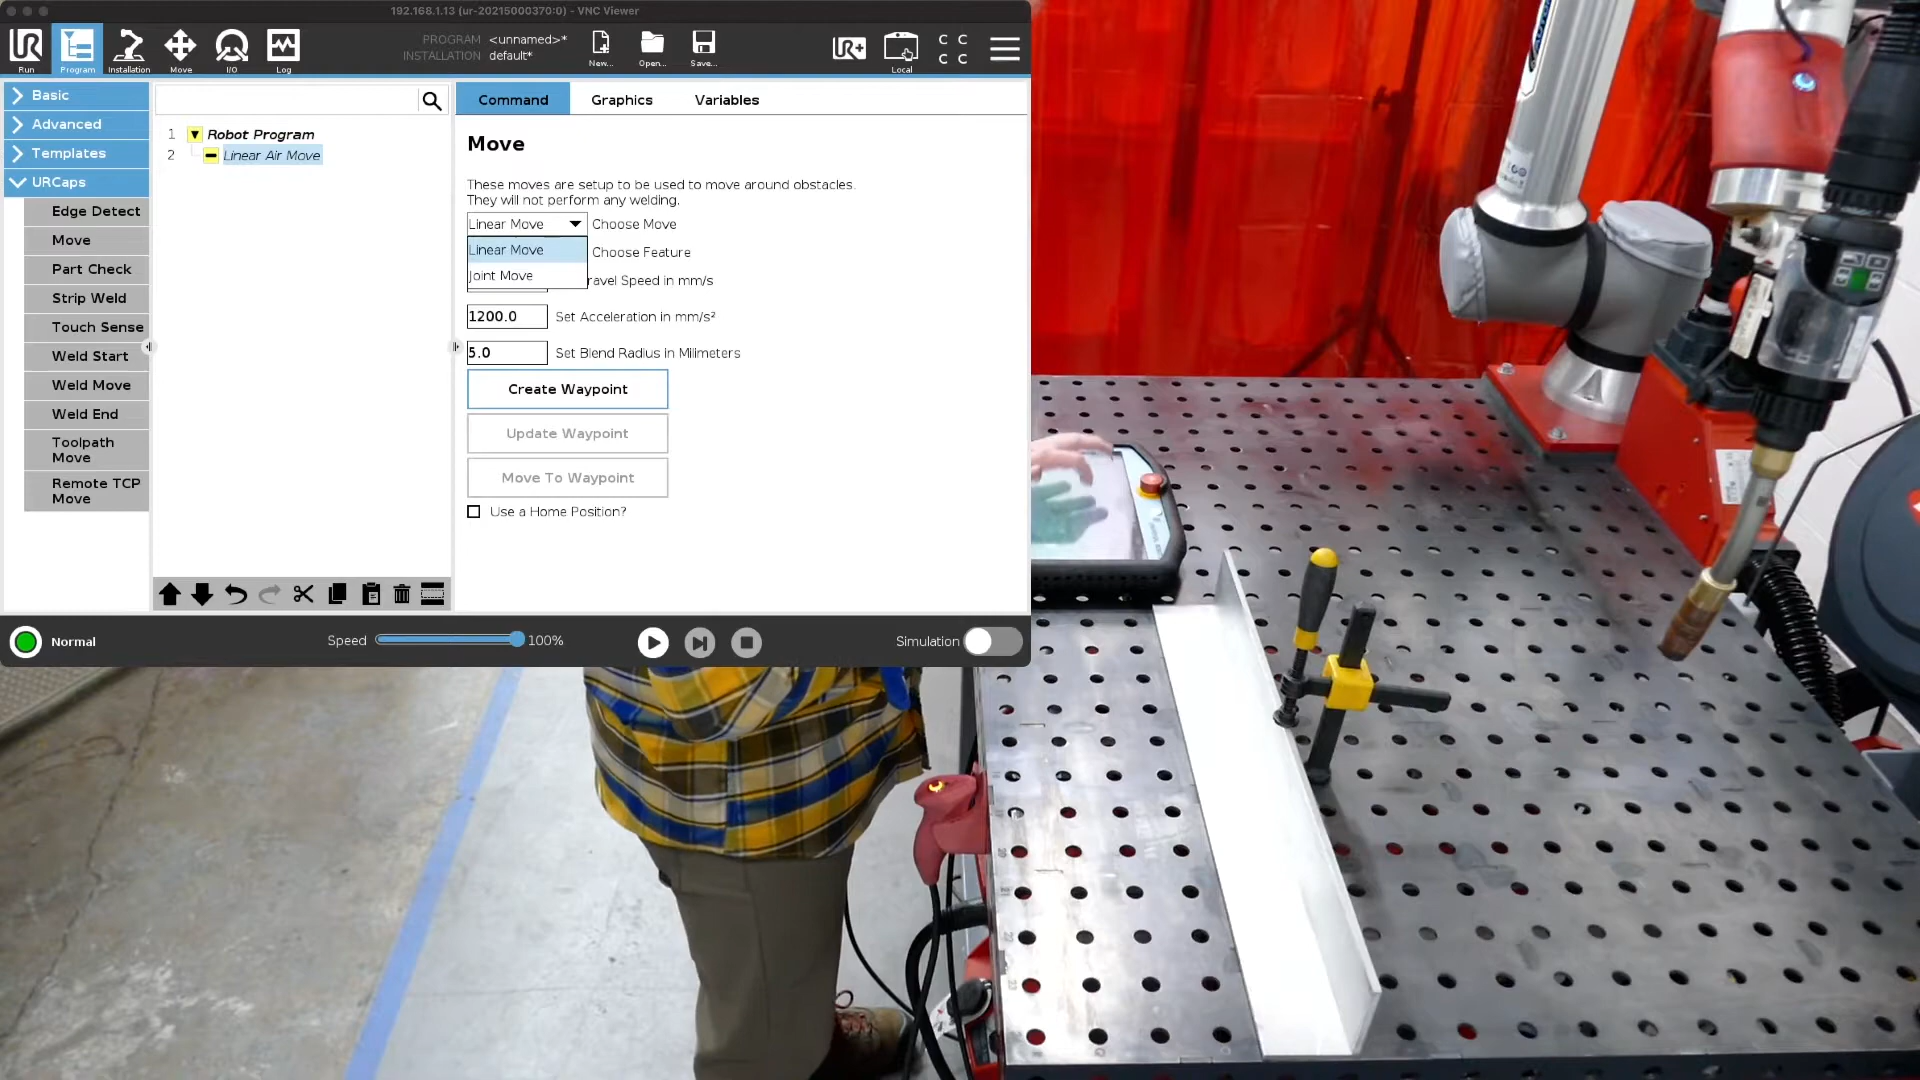 192.168.1.13 (ur-20215000370:0) - VNC Viewer
PROGRAM <unnamed>*
INSTALLATION default*
Run
Program
Installation
Move
I/O
Log
New...
Open...
Save...
UR+
Local
C C
C C
Basic
Advanced
Templates
URCaps
Edge Detect
Move
Part Check
Strip Weld
Touch Sense
Weld Start
Weld Move
Weld End
Toolpath
Move
Remote TCP
Move
1 Robot Program
2 Linear Air Move
Command Graphics Variables
Move
These moves are setup to be used to move around obstacles.
They will not perform any welding.
Linear Move Choose Move
Linear Move Choose Feature
Joint Move ravel Speed in mm/s
1200.0 Set Acceleration in mm/s²
5.0 Set Blend Radius In Milimeters
Create Waypoint
Update Waypoint
Move To Waypoint
Use a Home Position?
Normal
Speed 100%
Simulation